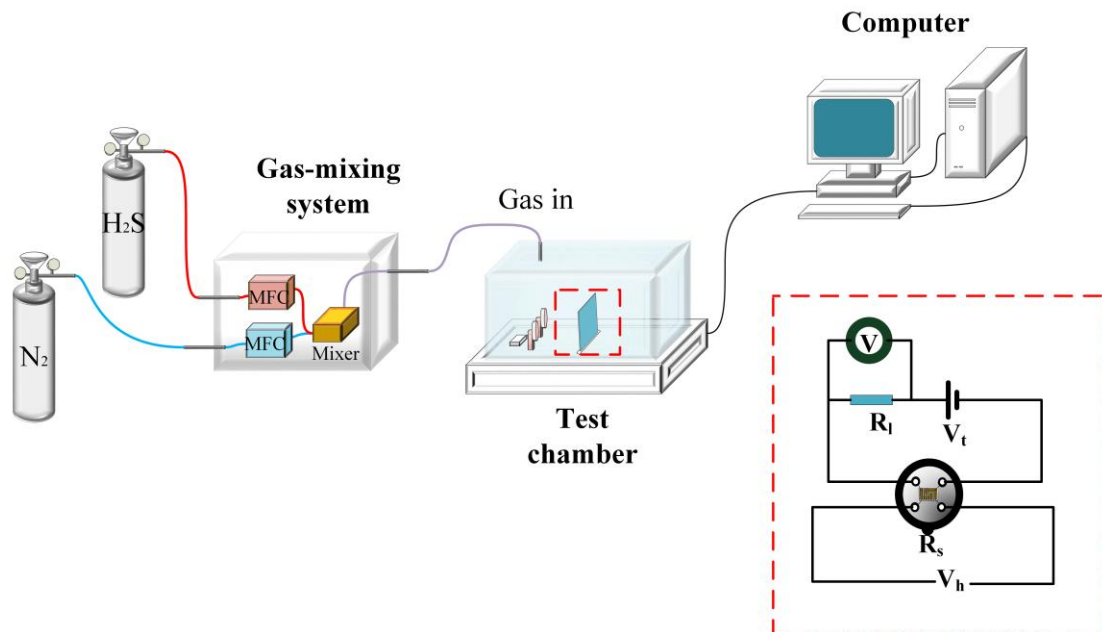 Computer
Gas-mixing
system
Gas in
H₂S
N₂
MFC
MFC
Mixer
Test
chamber
V
Rₗ
Vₜ
Rₛ
Vₕ